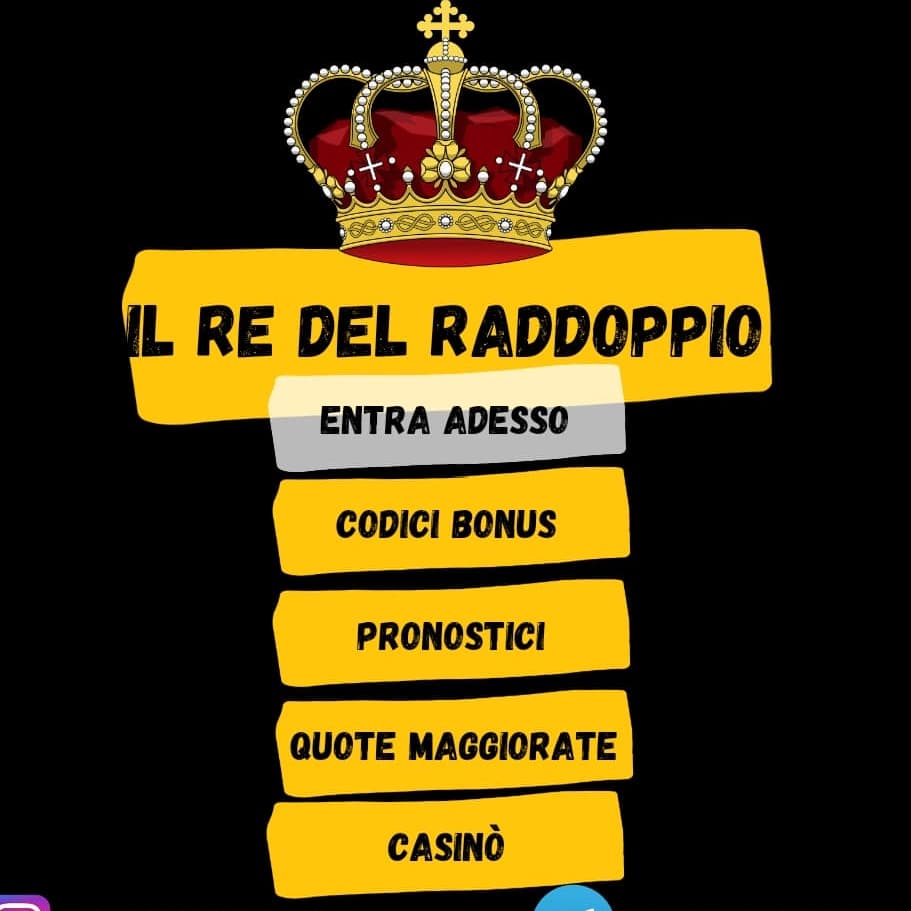 IL RE DEL RADDOPPIO
ENTRA ADESSO
CODICI BONUS
PRONOSTICI
QUOTE MAGGIORATE
CASINÒ